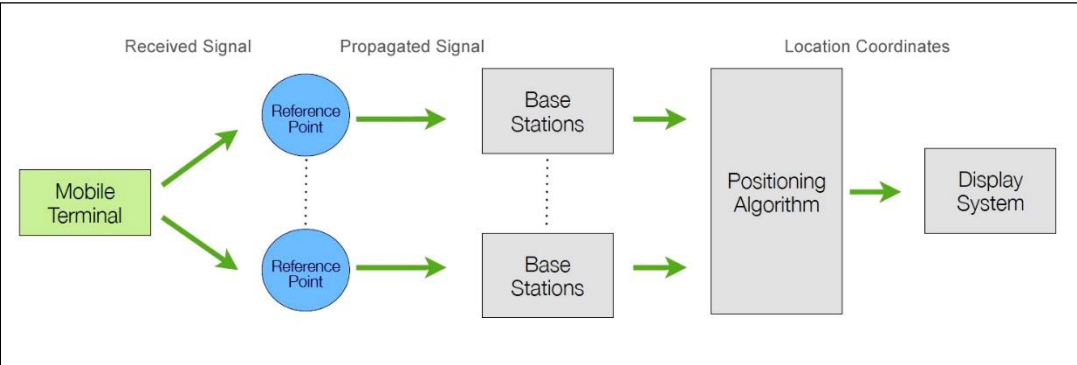 Received Signal
Propagated Signal
Location Coordinates
Reference
Point
Base
Stations
Mobile
Terminal
Positioning
Algorithm
Display
System
Reference
Point
Base
Stations